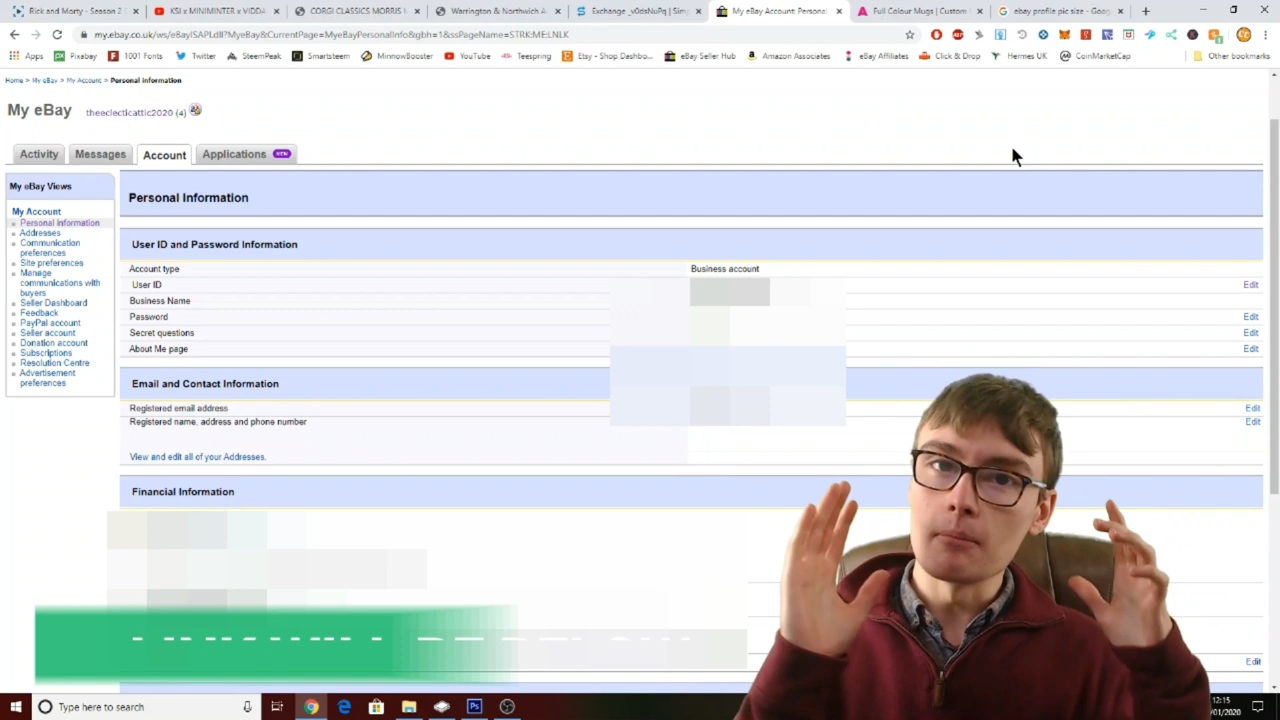 Rick and Morty - Season 2
KSI x MINIMINTER x VIDDA
CORGI CLASSICS MORRIS
Warrington & Northwich A
Exchange _v0dsNuPq | Simp
My eBay Account: Personal
Full Colour Mugs | Custom
ebay profile pic size - Goog
my.ebay.co.uk/ws/eBayISAPI.dll?MyeBay&CurrentPage=MyeBayPersonalInfo&gbh=1&ssPageName=STRK:ME:LNLK
Apps Pixabay 1001 Fonts Twitter SteemPeak Smartsteem MinnowBooster YouTube Teespring Etsy - Shop Dashbo... eBay Seller Hub Amazon Associates eBay Affiliates Click & Drop Hermes UK CoinMarketCap Other bookmarks
Home > My eBay > My Account > Personal Information
My eBay theeclecticattic2020 (4)
Activity Messages Account Applications NEW
My eBay Views
My Account
Personal Information
Addresses
Communication
preferences
Site preferences
Manage
communications with
buyers
Seller Dashboard
Feedback
PayPal account
Seller account
Donation account
Subscriptions
Resolution Centre
Advertisement
preferences
Personal Information
User ID and Password Information
Account type Business account
User ID Edit
Business Name
Password Edit
Secret questions Edit
About Me page Edit
Email and Contact Information
Registered email address Edit
Registered name, address and phone number Edit
View and edit all of your Addresses.
Financial Information
Edit
Type here to search
Ps
12:15
/01/2020